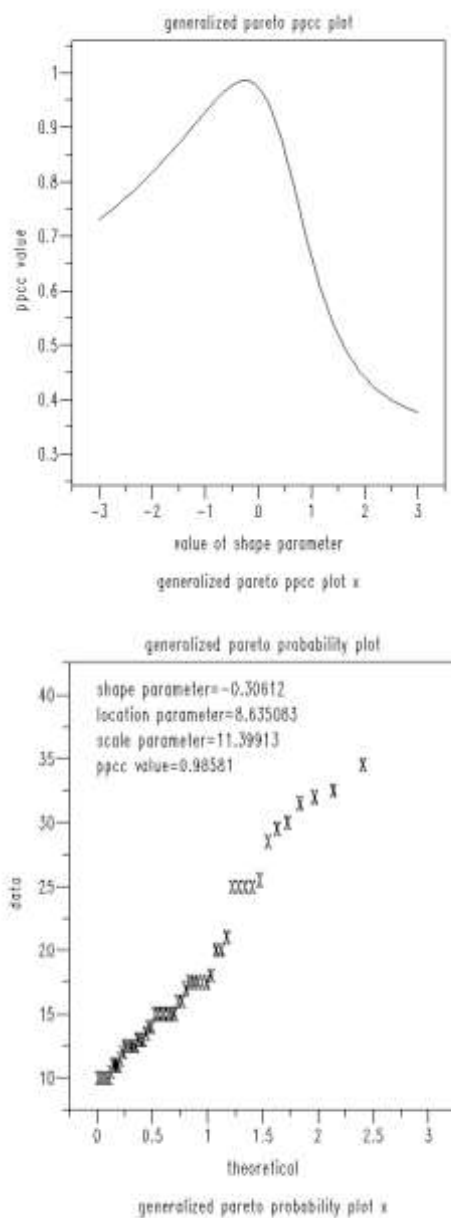 generalized pareto ppcc plot
1
0.9
0.8
0.7
0.6
0.5
0.4
0.3
ppcc value
-3 -2 -1 0 1 2 3
value of shape parameter
generalized pareto ppcc plot x
generalized pareto probability plot
shape parameter=-0.30612
location parameter=8.635083
scale parameter=11.39913
ppcc value=0.98581
40
35
30
25
20
15
10
data
0 0.5 1 1.5 2 2.5 3
theoretical
generalized pareto probability plot x